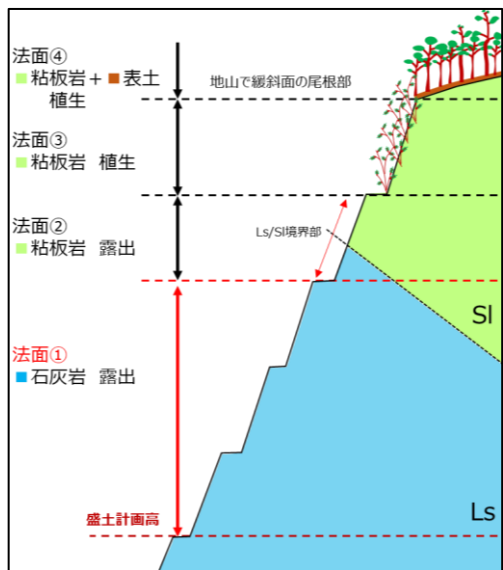 法面④
■粘板岩＋■表土
植生
地山で緩斜面の尾根部
法面③
■粘板岩 植生
法面②
■粘板岩 露出
Ls/Sl境界部
Sl
法面①
■石灰岩 露出
盛土計画高
Ls